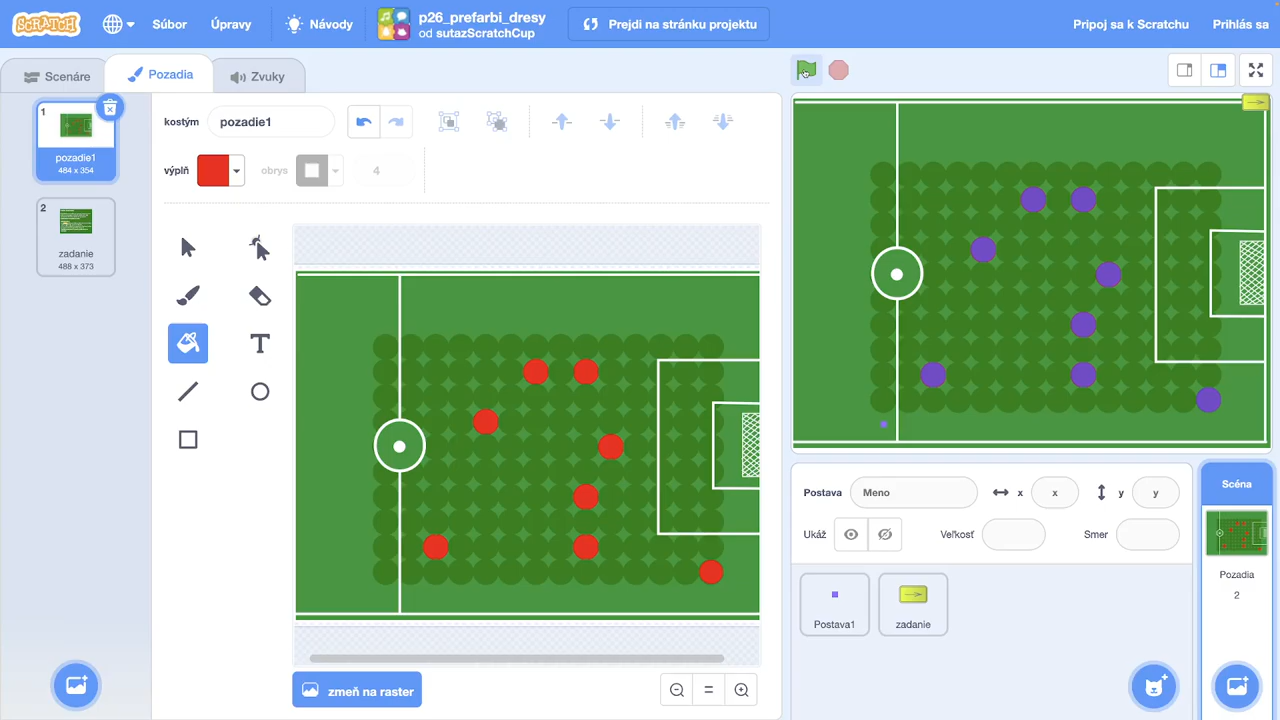 SCRATCH
Súbor
Úpravy
Návody
p26_prefarbi_dresy
od sutazScratchCup
Prejdi na stránku projektu
Pripoj sa k Scratchu
Prihlás sa
Scenáre
Pozadia
Zvuky
1
pozadie1
484 x 354
2
zadanie
488 x 373
kostým
pozadie1
výplň
obrys
4
zmeň na raster
Postava
Meno
x
x
y
y
Ukáž
Veľkosť
Smer
Postava1
zadanie
Scéna
Pozadia
2